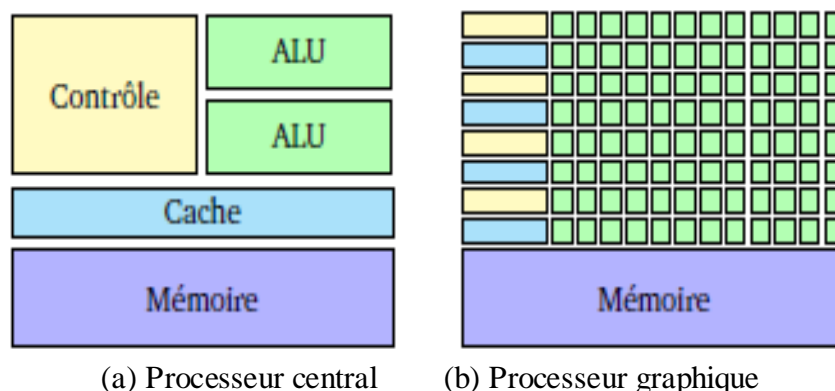 Contrôle
ALU
ALU
Cache
Mémoire
Mémoire
(a) Processeur central
(b) Processeur graphique